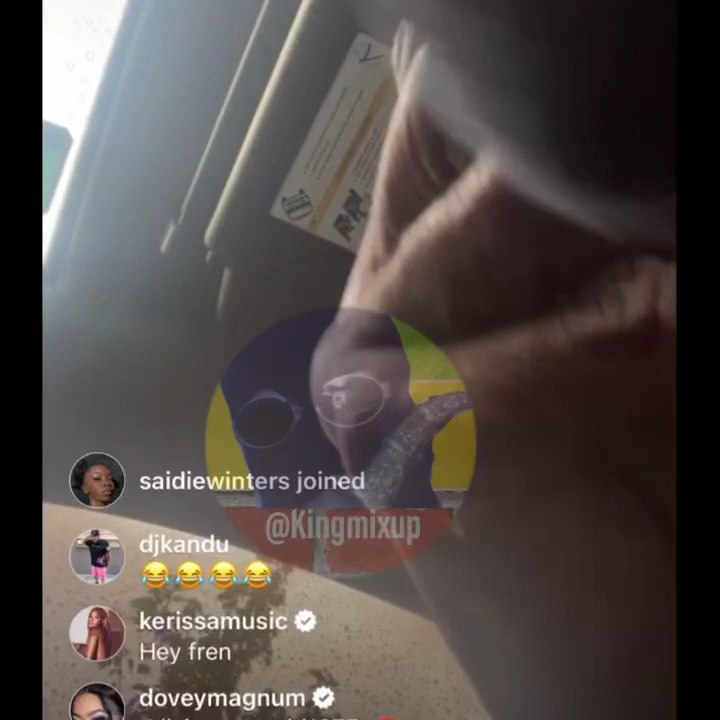 saidiewinters joined
@Kingmixup
djkandu
😂😂😂😂
kerissamusic
Hey fren
doveymagnum